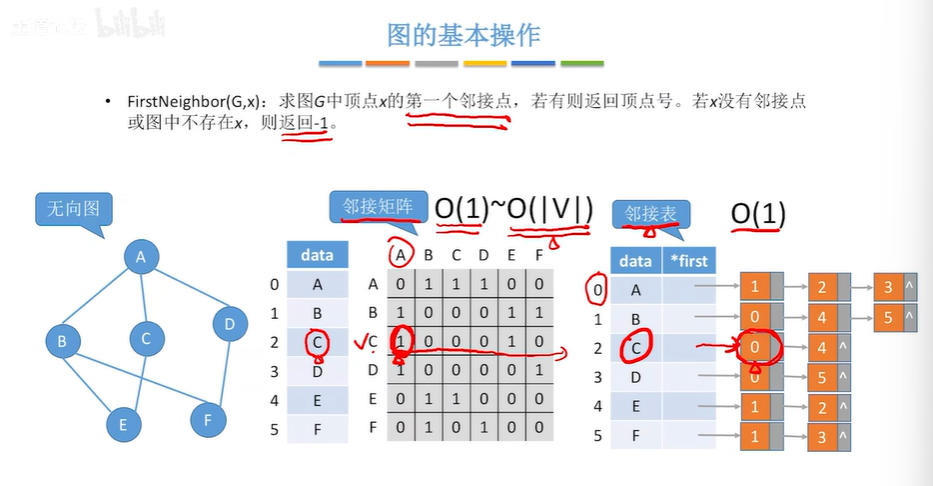 bilibili
图的基本操作
• FirstNeighbor(G,x)：求图G中顶点x的第一个邻接点，若有则返回顶点号。若x没有邻接点
或图中不存在x，则返回-1。
无向图
A
B
C
D
E
F
邻接矩阵
O(1)~O(|V|)
data
0 A
1 B
2 C
3 D
4 E
5 F
A B C D E F
A 0 1 1 1 0 0
B 1 0 0 0 1 1
C 1 0 0 0 1 0
D 1 0 0 0 0 1
E 0 1 1 0 0 0
F 0 1 0 1 0 0
邻接表
O(1)
data *first
0 A 1 2 3 ^
1 B 0 4 5 ^
2 C 0 4 ^
3 D 0 5 ^
4 E 1 2 ^
5 F 1 3 ^